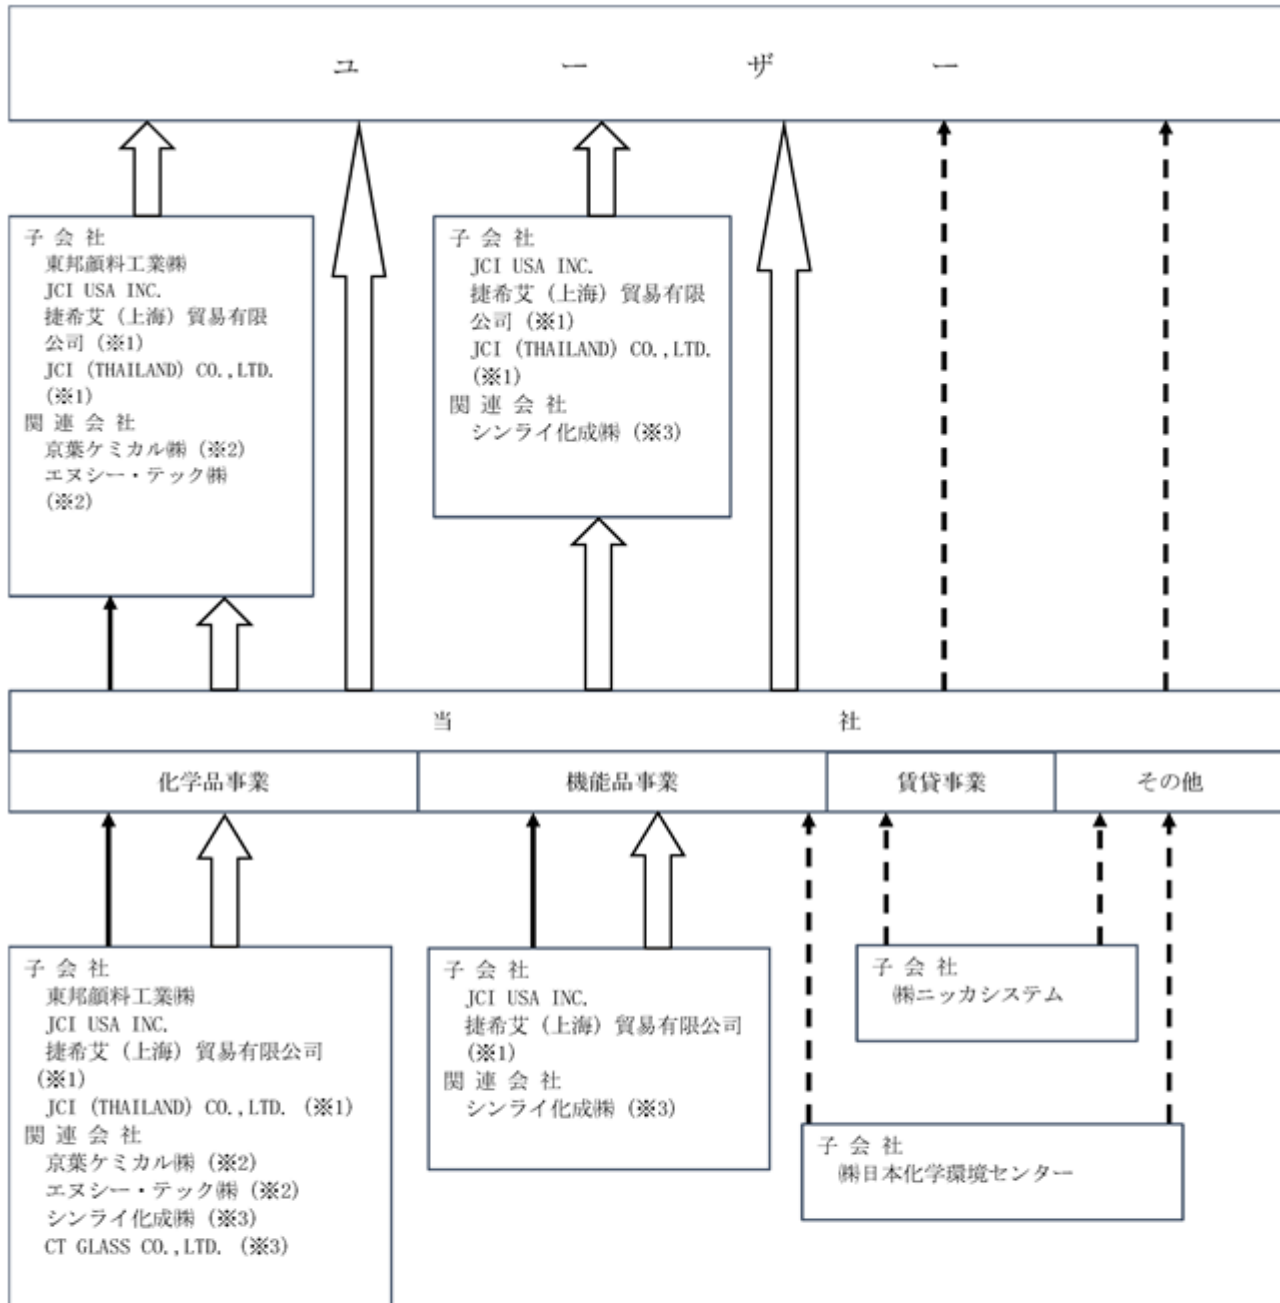 ユーザー
子 会 社
東邦顔料工業㈱
JCI USA INC.
捷希艾（上海）貿易有限
公司（※1）
JCI (THAILAND) CO.,LTD.
(※1)
関 連 会 社
京葉ケミカル㈱（※2）
エヌシー・テック㈱
(※2)
子 会 社
JCI USA INC.
捷希艾（上海）貿易有限
公司（※1）
JCI (THAILAND) CO.,LTD.
(※1)
関 連 会 社
シンライ化成㈱（※3）
当社
化学品事業
機能品事業
賃貸事業
その他
子 会 社
東邦顔料工業㈱
JCI USA INC.
捷希艾（上海）貿易有限公司
(※1)
JCI (THAILAND) CO.,LTD.（※1）
関 連 会 社
京葉ケミカル㈱（※2）
エヌシー・テック㈱（※2）
シンライ化成㈱（※3）
CT GLASS CO.,LTD.（※3）
子 会 社
JCI USA INC.
捷希艾（上海）貿易有限公司
(※1)
関 連 会 社
シンライ化成㈱（※3）
子 会 社
㈱ニッカシステム
子 会 社
㈱日本化学環境センター